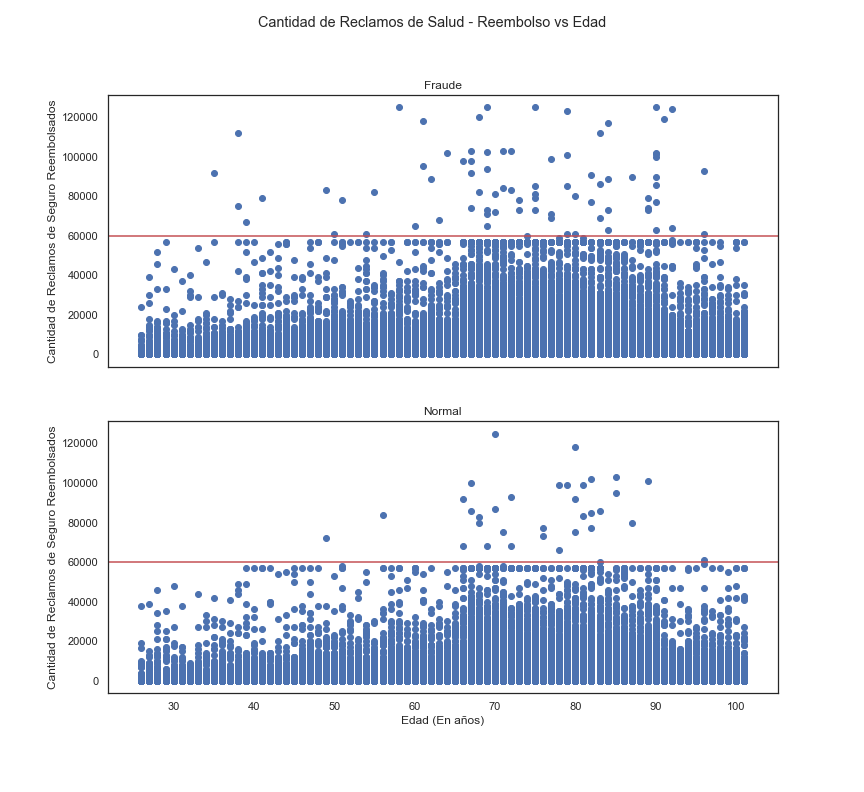 Cantidad de Reclamos de Salud - Reembolso vs Edad
Fraude
Cantidad de Reclamos de Seguro Reembolsados
120000
100000
80000
60000
40000
20000
0
Normal
Cantidad de Reclamos de Seguro Reembolsados
120000
100000
80000
60000
40000
20000
0
30 40 50 60 70 80 90 100
Edad (En años)